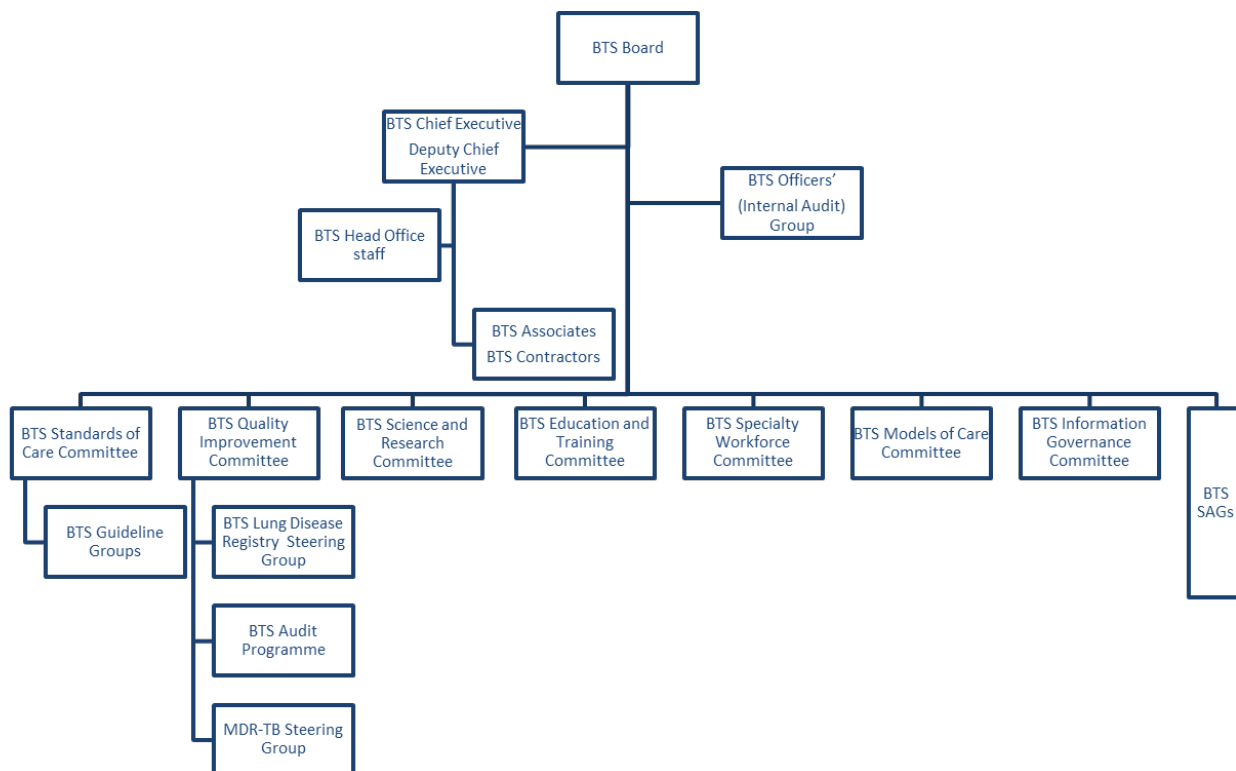 BTS Board
BTS Chief Executive
Deputy Chief
Executive
BTS Officers’
(Internal Audit)
Group
BTS Head Office
staff
BTS Associates
BTS Contractors
BTS Standards of
Care Committee
BTS Quality
Improvement
Committee
BTS Science and
Research
Committee
BTS Education and
Training
Committee
BTS Specialty
Workforce
Committee
BTS Models of Care
Committee
BTS Information
Governance
Committee
BTS
SAGs
BTS Guideline
Groups
BTS Lung Disease
Registry Steering
Group
BTS Audit
Programme
MDR-TB Steering
Group